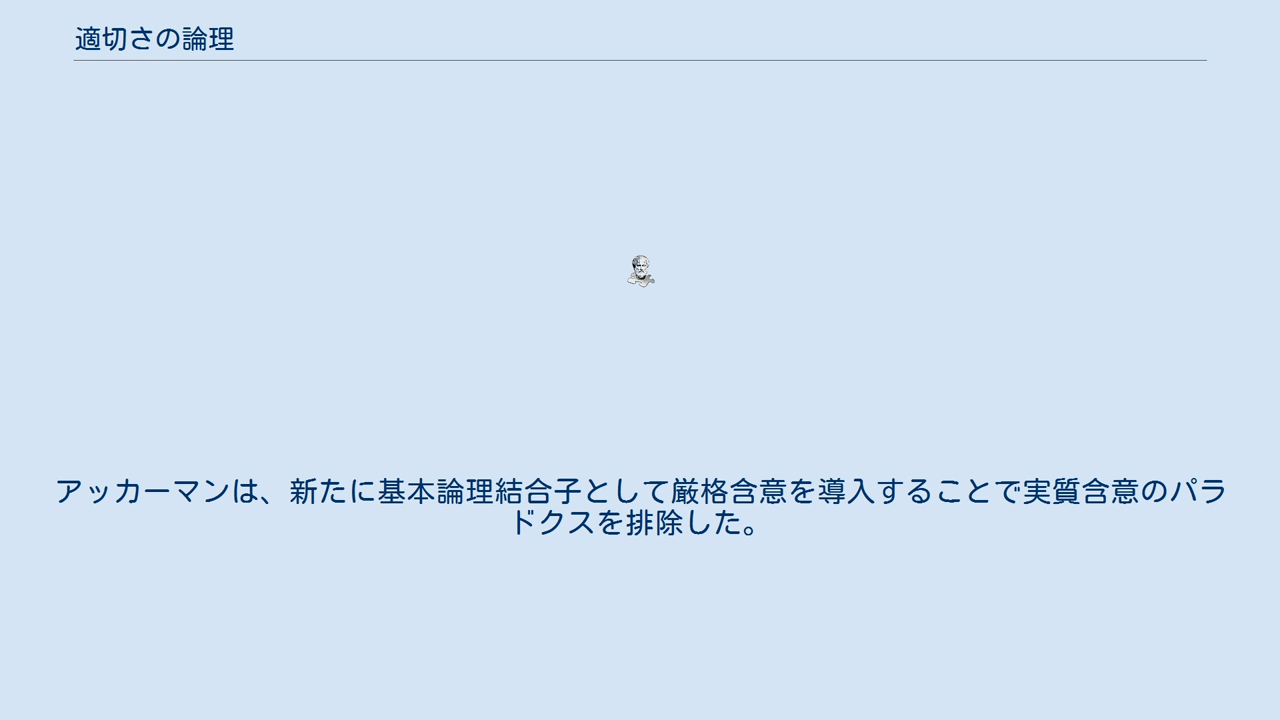 適切さの論理
アッカーマンは、新たに基本論理結合子として厳格含意を導入することで実質含意のパラ
ドクスを排除した。